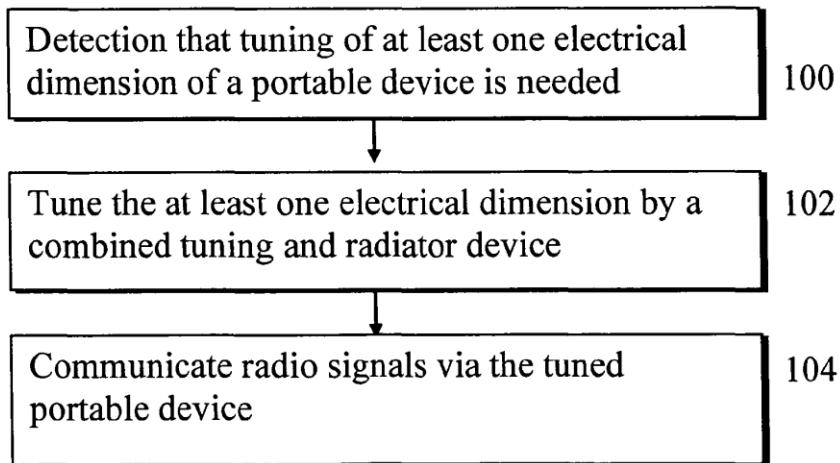 Detection that tuning of at least one electrical
dimension of a portable device is needed
100
Tune the at least one electrical dimension by a
combined tuning and radiator device
102
Communicate radio signals via the tuned
portable device
104